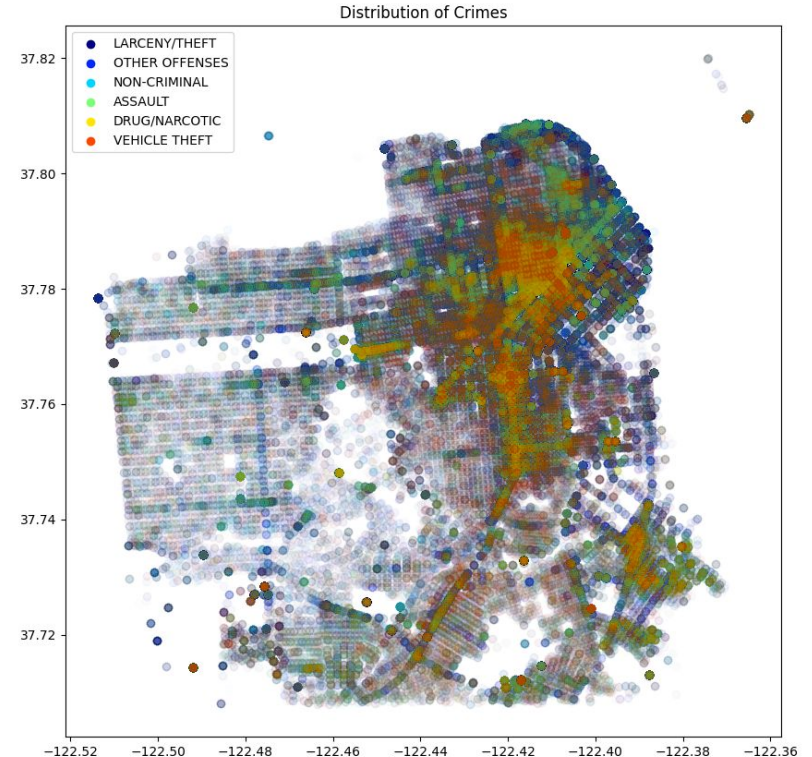 Distribution of Crimes
LARCENY/THEFT
OTHER OFFENSES
NON-CRIMINAL
ASSAULT
DRUG/NARCOTIC
VEHICLE THEFT
37.82
37.80
37.78
37.76
37.74
37.72
−122.52 −122.50 −122.48 −122.46 −122.44 −122.42 −122.40 −122.38 −122.36